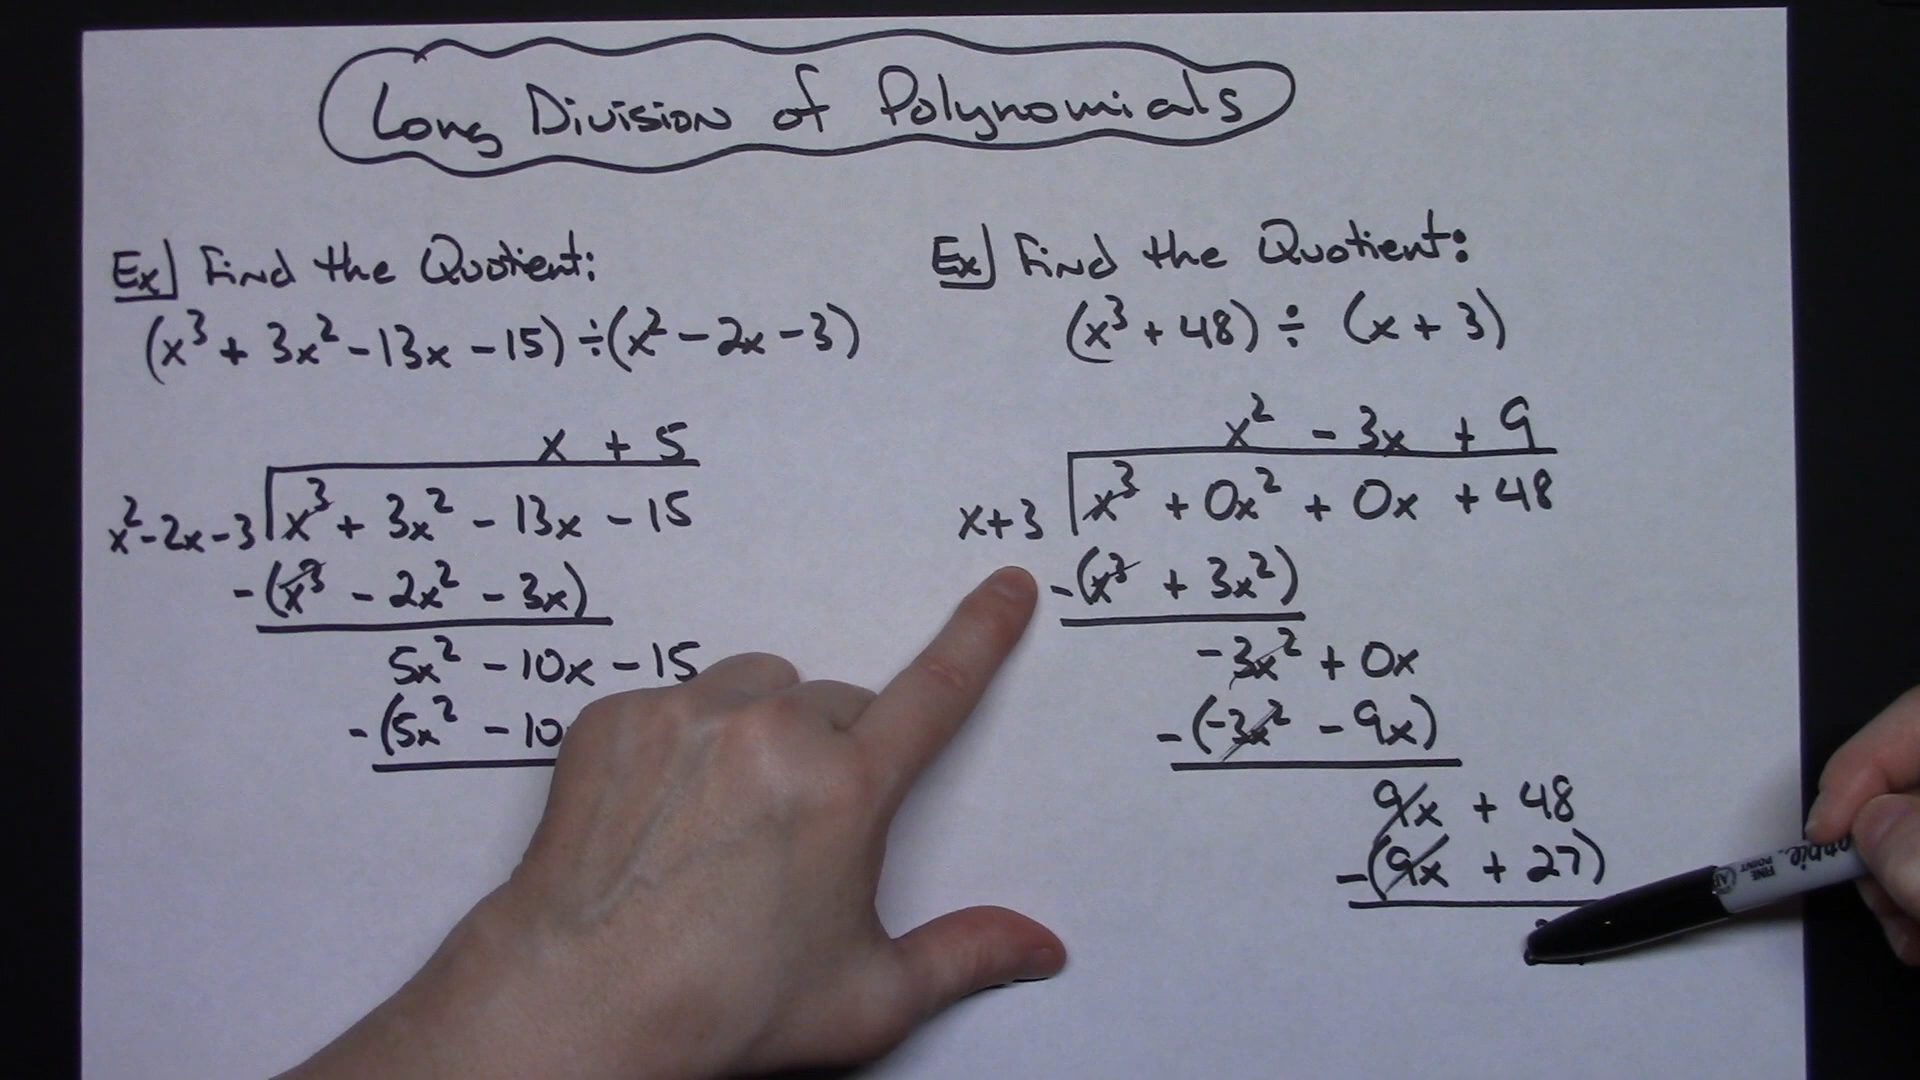 Long Division of Polynomials
Ex] Find the Quotient:
(x³ + 3x² - 13x - 15) ÷ (x² - 2x - 3)
x + 5
x² - 2x - 3 x³ + 3x² - 13x - 15
-(x³ - 2x² - 3x)
5x² - 10x - 15
-(5x² - 10
Ex] Find the Quotient:
(x³ + 48) ÷ (x + 3)
x² - 3x + 9
x+3 x³ + 0x² + 0x + 48
-(x³ + 3x²)
-3x² + 0x
-(-3x² - 9x)
9x + 48
-(9x + 27)
FINE
POINT